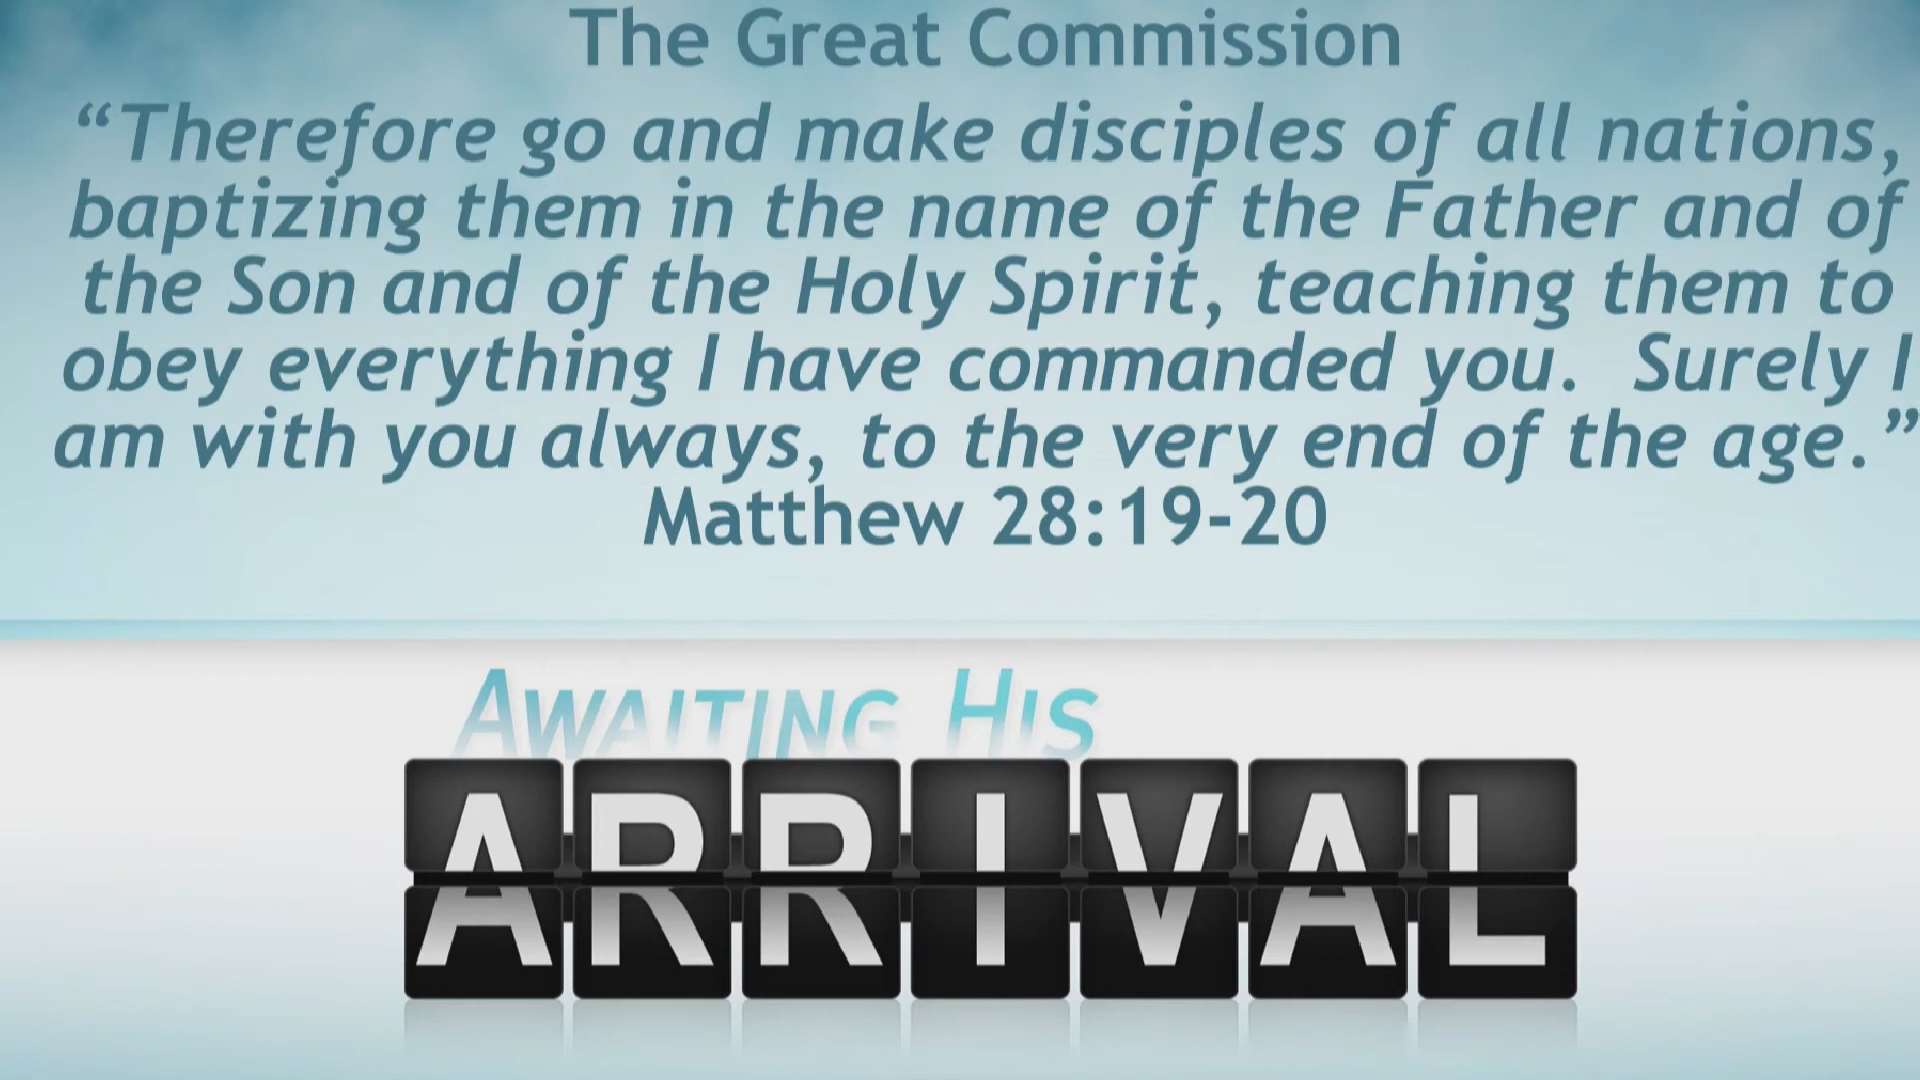 The Great Commission
“Therefore go and make disciples of all nations,
baptizing them in the name of the Father and of
the Son and of the Holy Spirit, teaching them to
obey everything I have commanded you.  Surely I
am with you always, to the very end of the age.”
Matthew 28:19-20
AWAITING HIS
ARRIVAL